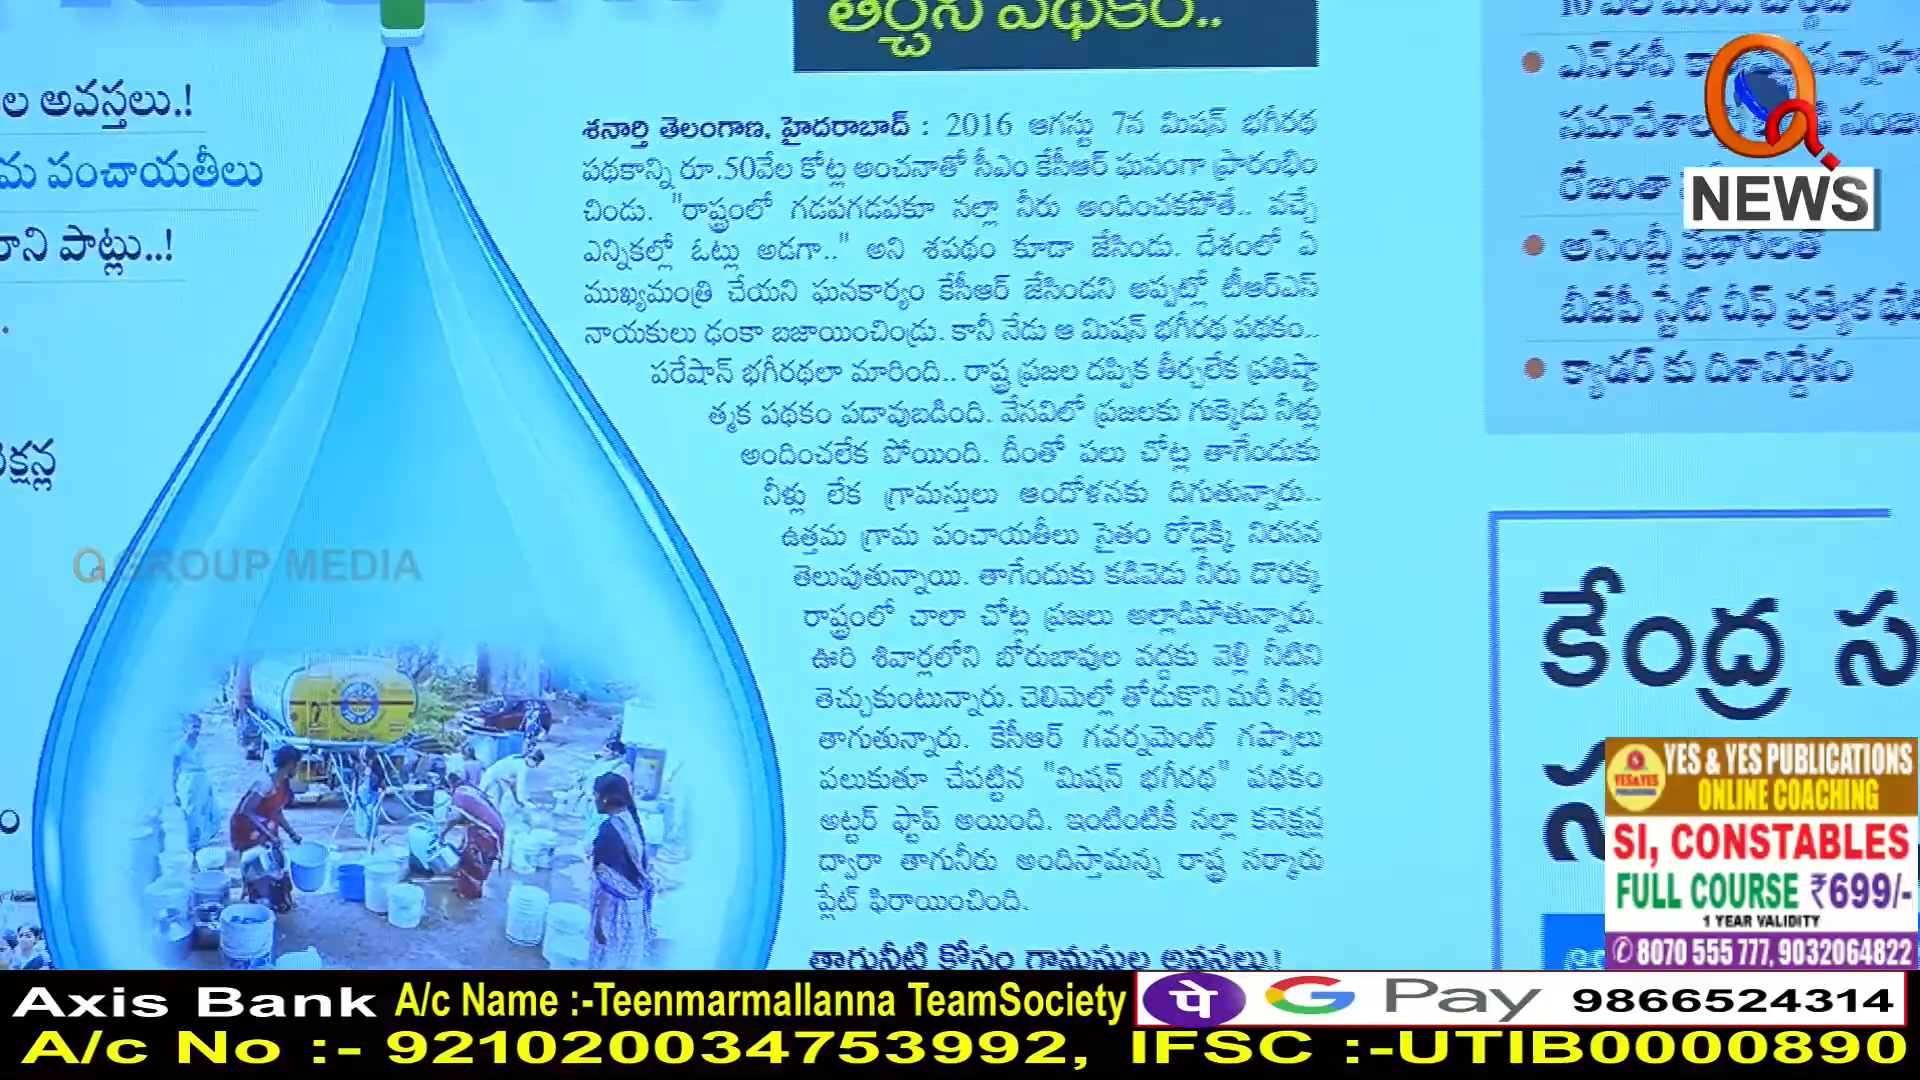 తీర్చని పథకం..
ల అవస్తలు.!
మ పంచాయతీలు
రాని పాట్లు..!
శనార్తి తెలంగాణ, హైదరాబాద్ : 2016 ఆగస్టు 7న మిషన్ భగీరథ
పథకాన్ని రూ.50వేల కోట్ల అంచనాతో సీఎం కేసీఆర్ ఘనంగా ప్రారంభిం
చిండు. "రాష్ట్రంలో గడపగడపకూ నల్లా నీరు అందించకపోతే.. వచ్చే
ఎన్నికల్లో ఓట్లు అడగా.." అని శపథం కూడా జేసిండు. దేశంలో ఏ
ముఖ్యమంత్రి చేయని ఘనకార్యం కేసీఆర్ జేసిండని అప్పట్లో టీఆర్ఎస్
నాయకులు ఢంకా బజాయించిండ్రు. కానీ నేడు ఆ మిషన్ భగీరథ పథకం..
పరేషాన్ భగీరథలా మారింది.. రాష్ట్ర ప్రజల దప్పిక తీర్చలేక ప్రతిష్టా
త్మక పథకం పడావుబడింది. వేసవిలో ప్రజలకు గుక్కెడు నీళ్లు
అందించలేక పోయింది. దీంతో పలు చోట్ల తాగేందుకు
నీళ్లు లేక గ్రామస్తులు ఆందోళనకు దిగుతున్నారు..
ఉత్తమ గ్రామ పంచాయతీలు సైతం రోడ్లెక్కి నిరసన
తెలుపుతున్నాయి. తాగేందుకు కడివెడు నీరు దొరక్క
రాష్ట్రంలో చాలా చోట్ల ప్రజలు అల్లాడిపోతున్నారు.
ఊరి శివార్లలోని బోరుబావుల వద్దకు వెళ్లి నీటిని
తెచ్చుకుంటున్నారు. చెలిమెల్లో తోడుకొని మరీ నీళ్లు
తాగుతున్నారు. కేసీఆర్ గవర్నమెంట్ గప్పాలు
పలుకుతూ చేపట్టిన "మిషన్ భగీరథ" పథకం
అట్టర్ ఫ్లాప్ అయింది. ఇంటింటికీ నల్లా కనెక్షన్ల
ద్వారా తాగునీరు అందిస్తామన్న రాష్ట్ర సర్కారు
ప్లేట్ ఫిరాయించింది.
తాగునీటి కోసం గ్రామస్తుల అవస్తలు.!
సమావేశాల
రోజంతా
అసెంబ్లీ ప్రభారీలతో
బీజేపీ స్టేట్ చీఫ్ ప్రత్యేక భేటీ
క్యాడర్ కు దిశానిర్దేశం
Q
NEWS
కేంద్ర స
Q GROUP MEDIA
YES & YES PUBLICATIONS
ONLINE COACHING
SI, CONSTABLES
FULL COURSE ₹699/-
1 YEAR VALIDITY
8070 555 777, 9032064822
Axis Bank A/c Name :-Teenmarmallanna TeamSociety
पे G Pay 9866524314
A/c No :- 921020034753992, IFSC :-UTIB0000890